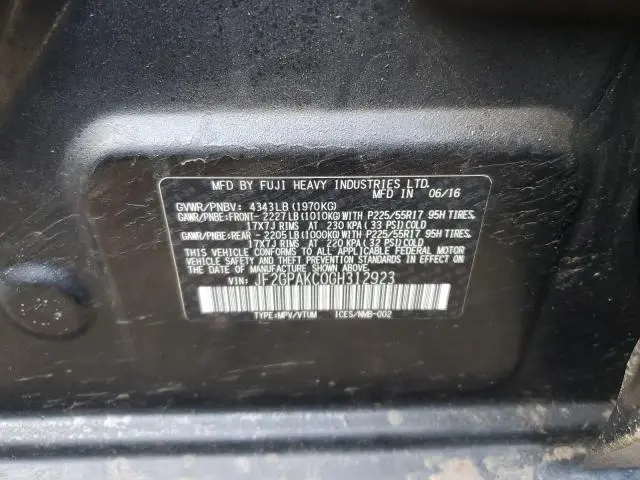 MFD BY FUJI HEAVY INDUSTRIES LTD.
MFD IN 06/16
GVWR/PNBV: 4343LB (1970KG)
GAWR/PNBE:FRONT- 2227LB (1010KG) WITH P225/55R17 95H TIRES,
17X7J RIMS AT 230 KPA (33 PSI) COLD
GAWR/PNBE:REAR - 2205LB (1000KG) WITH P225/55R17 95H TIRES,
17X7J RIMS AT 220 KPA (32 PSI) COLD
THIS VEHICLE CONFORMS TO ALL APPLICABLE FEDERAL MOTOR
VEHICLE SAFETY AND THEFT PREVENTION STANDARDS IN EFFECT
ON THE DATE OF MANUFACTURE SHOWN ABOVE.
VIN: JF2GPAKC0GH312923
TYPE:MPV/VTUM ICES/NMB-002